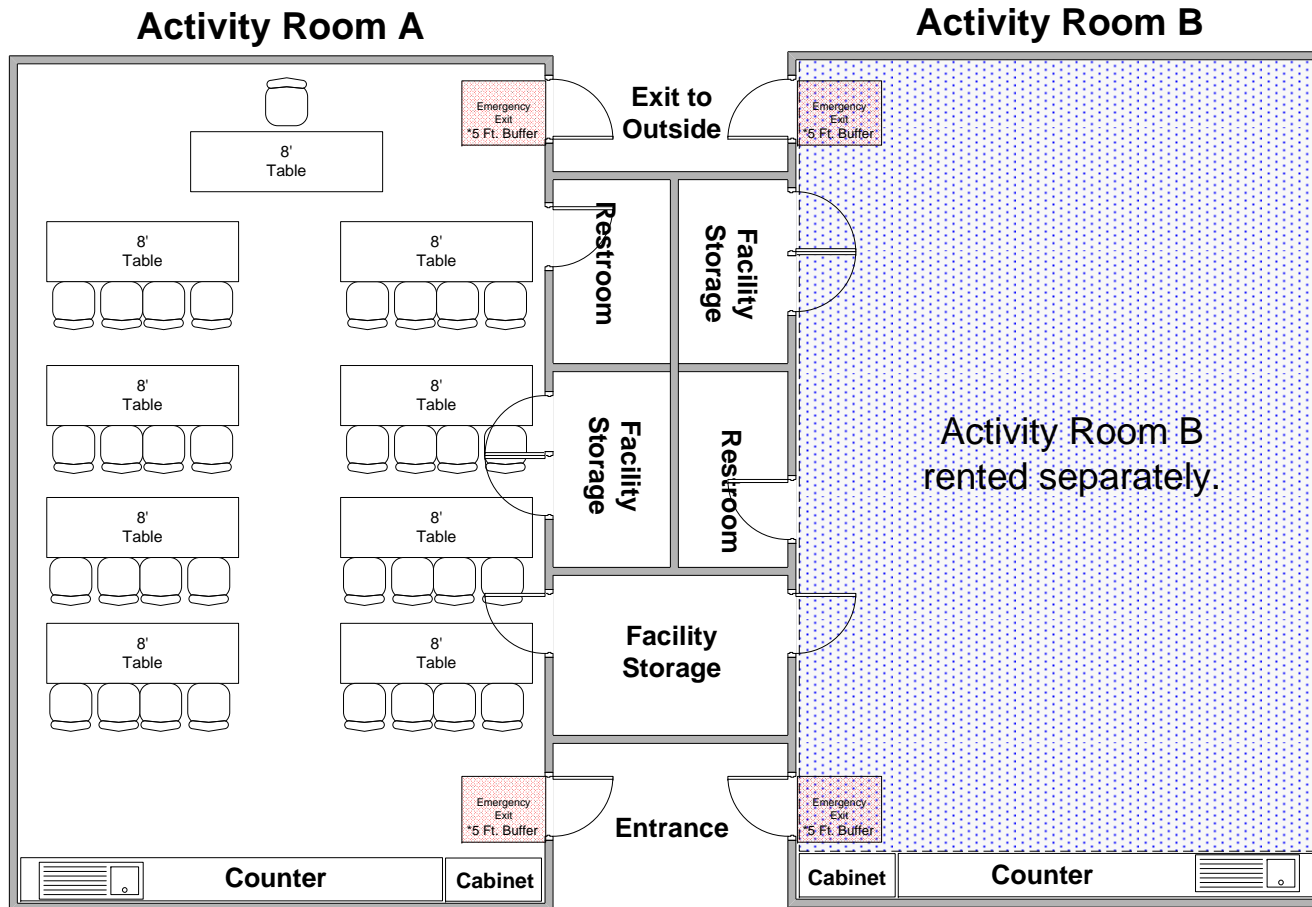 Activity Room A
Activity Room B
Emergency
Exit
*5 Ft. Buffer
Exit to
Outside
Emergency
Exit
*5 Ft. Buffer
8'
Table
8'
Table
8'
Table
Restroom
Facility
Storage
8'
Table
8'
Table
Facility
Storage
Restroom
Activity Room B
rented separately.
8'
Table
8'
Table
8'
Table
8'
Table
Facility
Storage
Emergency
Exit
*5 Ft. Buffer
Entrance
Emergency
Exit
*5 Ft. Buffer
Counter
Cabinet
Cabinet
Counter